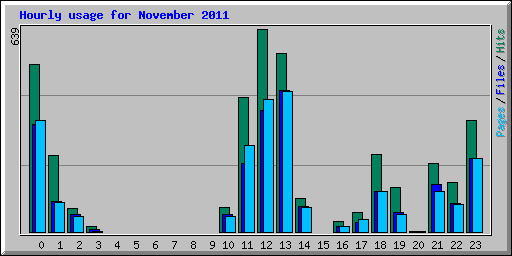 Hourly usage for November 2011
639
Pages/Files/Hits
0 1 2 3 4 5 6 7 8 9 10 11 12 13 14 15 16 17 18 19 20 21 22 23